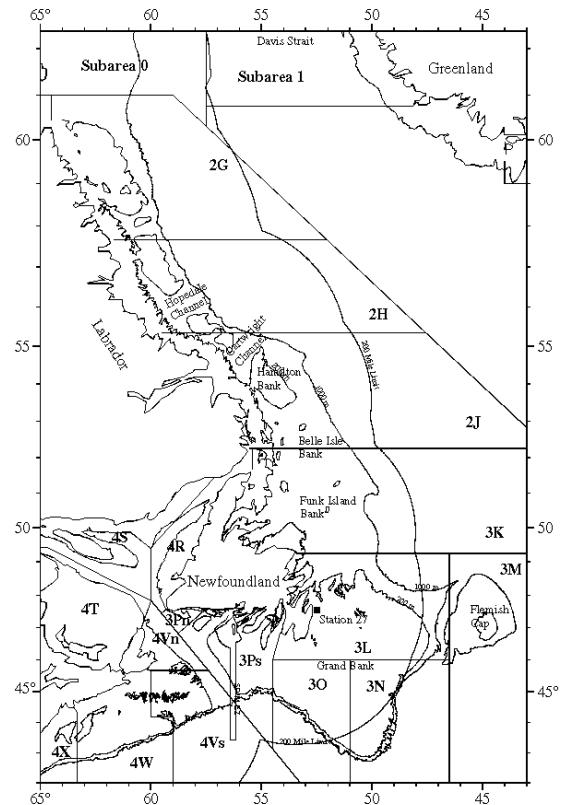 65 60 55 50 45
Davis Strait
Subarea 0
Subarea 1
Greenland
60
2G
Hopedale
Channel
2H
Cartwright
Channel
55
Labrador
200 Mile Limit
Hamilton
Bank
1000 m
2J
Belle Isle
Bank
Funk Island
Bank
50
4S
4R
3K
3M
Newfoundland
1000 m
200 m
4T
3Pn
Station 27
Flemish
Cap
4Vn
3L
3Ps
Grand Bank
45°
3O
3N
45°
4X
4W
4Vs
200 Mile Limit
65° 60° 55° 50° 45°